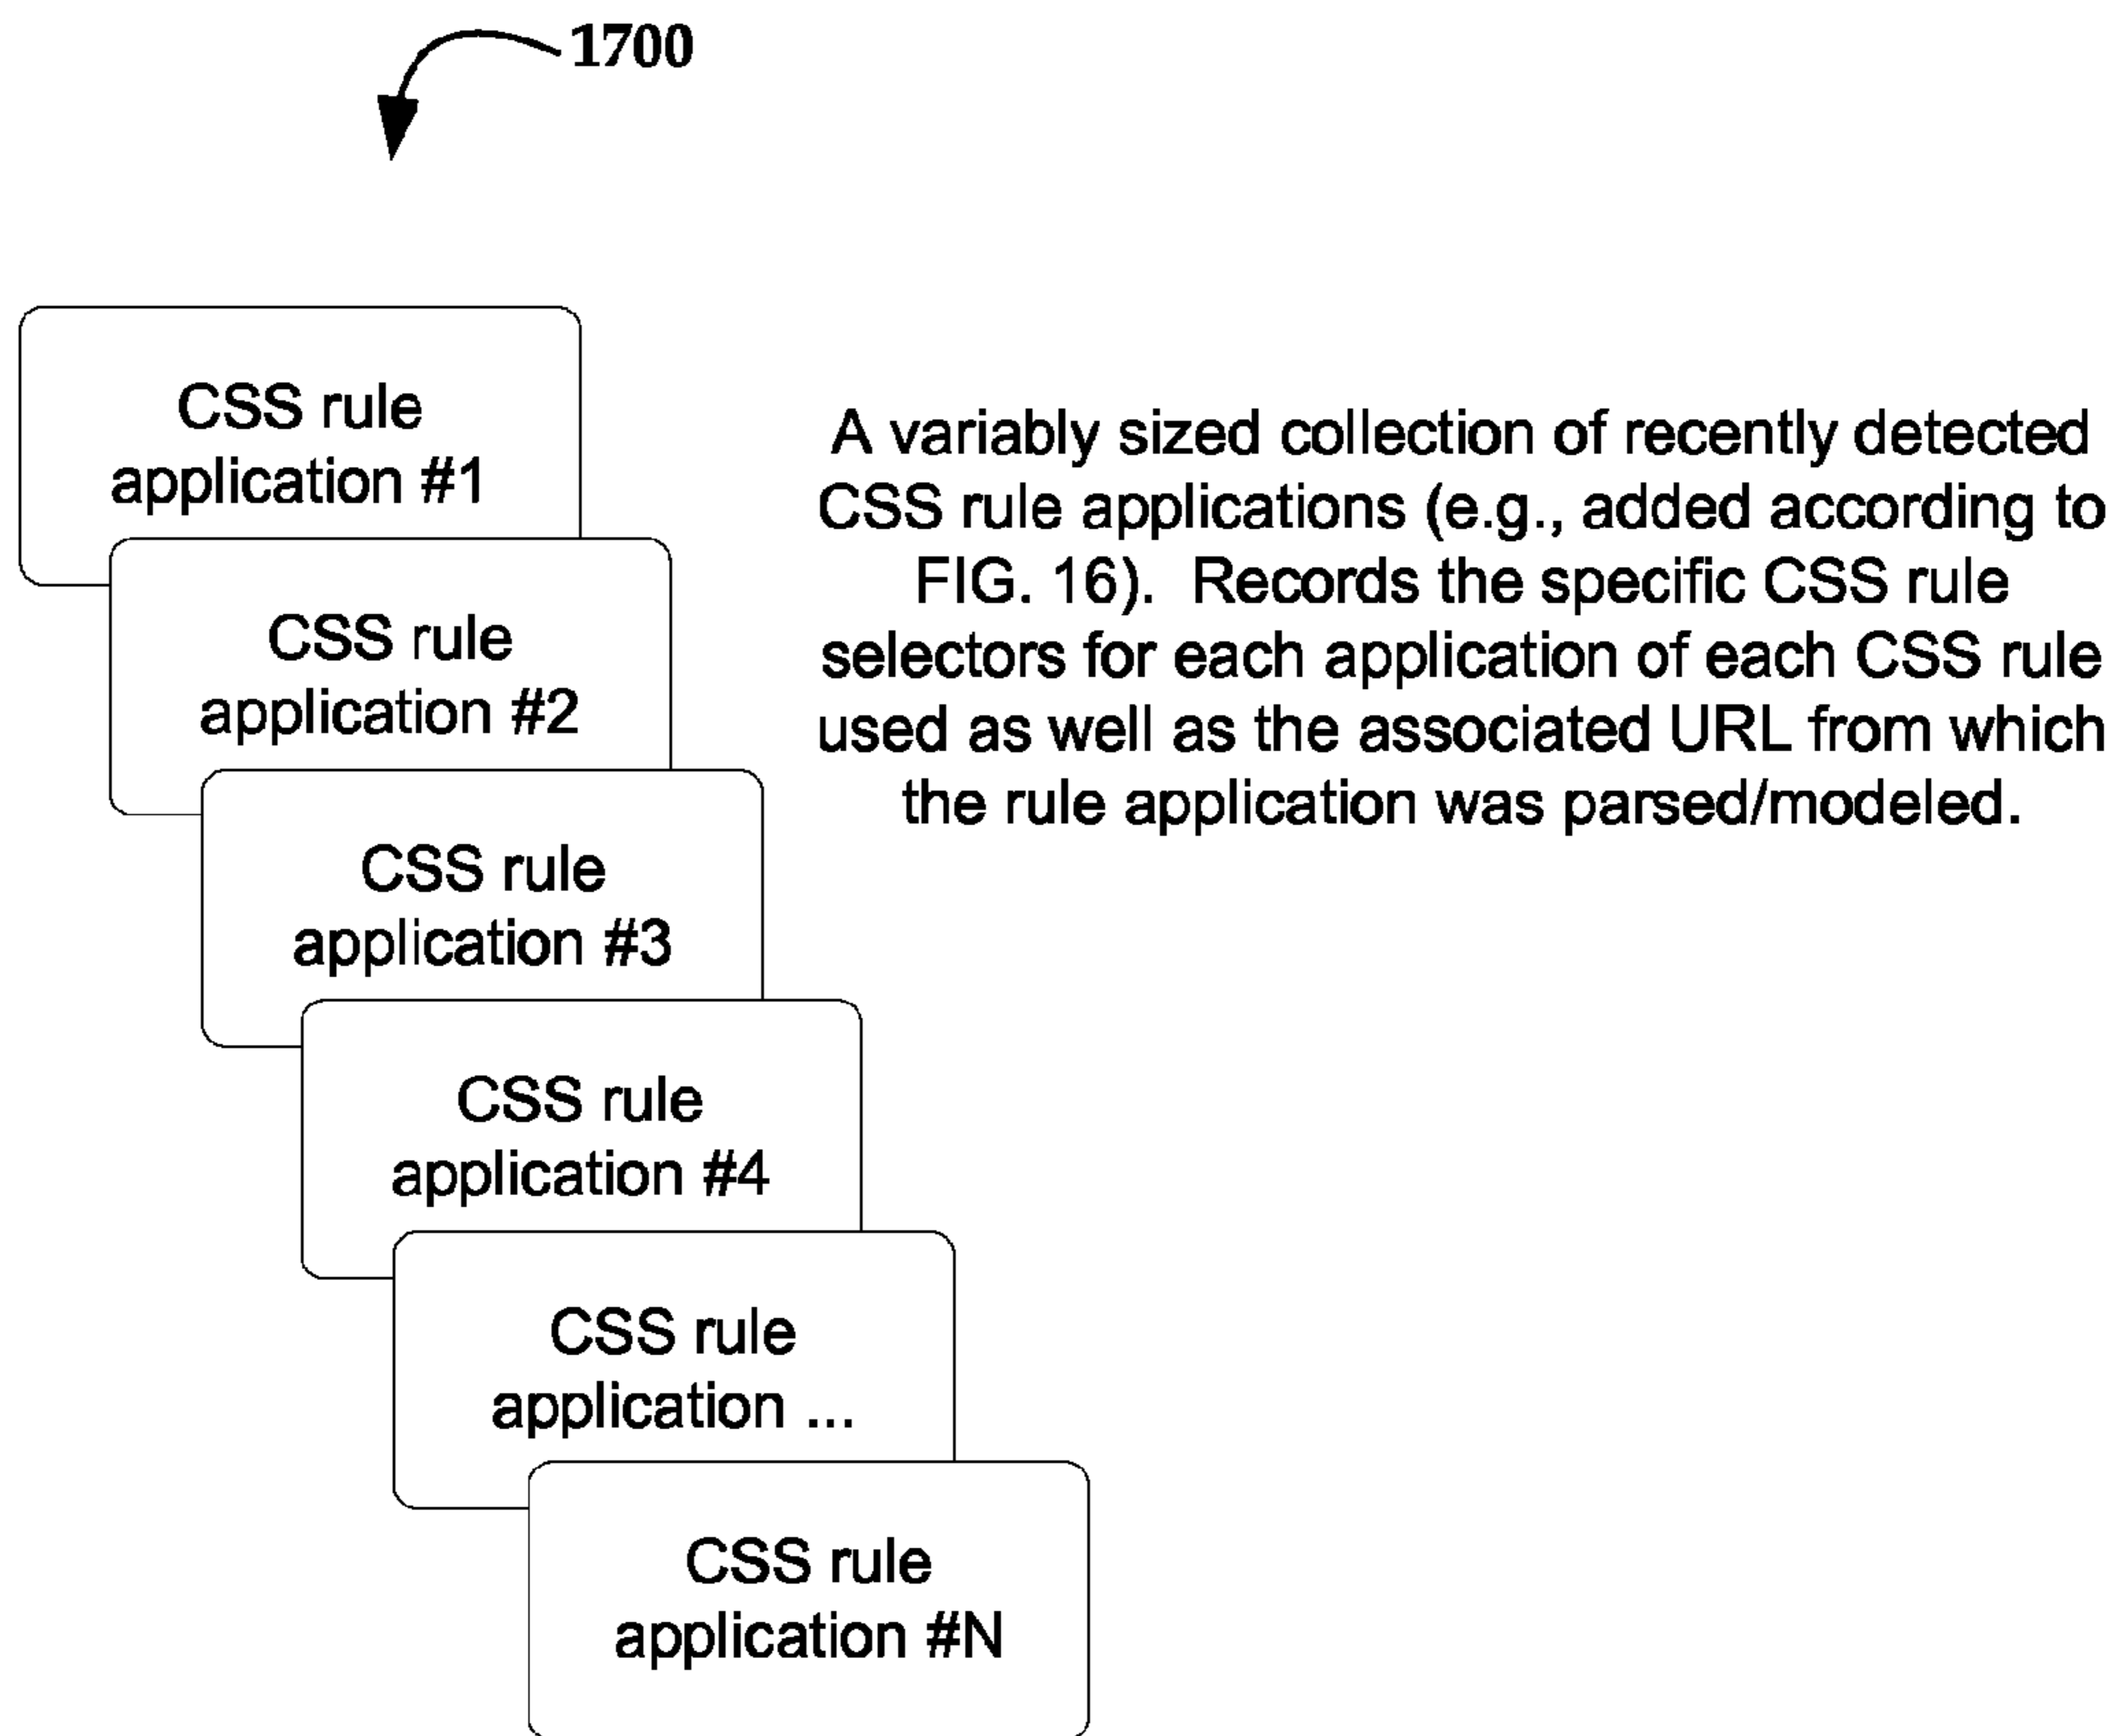 1700
CSS rule
application #1
CSS rule
application #2
CSS rule
application #3
CSS rule
application #4
CSS rule
application ...
CSS rule
application #N
A variably sized collection of recently detected
CSS rule applications (e.g., added according to
FIG. 16).  Records the specific CSS rule
selectors for each application of each CSS rule
used as well as the associated URL from which
the rule application was parsed/modeled.